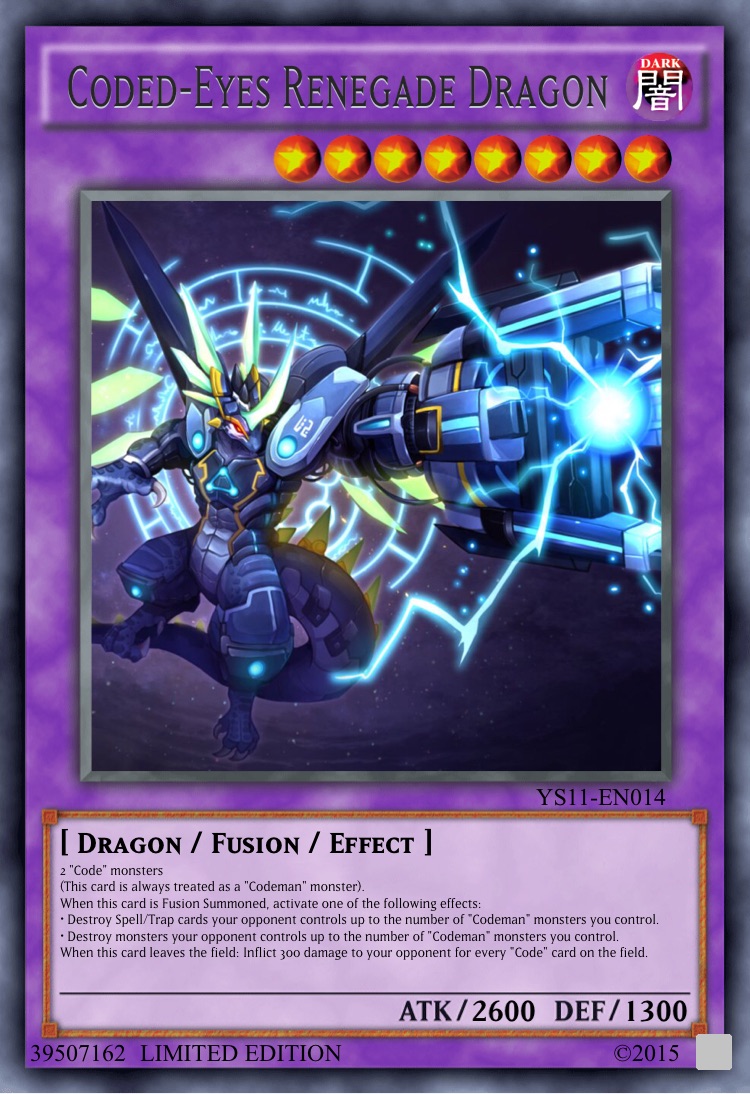 Coded-Eyes Renegade Dragon
DARK
闇
YS11-EN014
[ Dragon / Fusion / Effect ]
2 "Code" monsters
(This card is always treated as a "Codeman" monster).
When this card is Fusion Summoned, activate one of the following effects:
• Destroy Spell/Trap cards your opponent controls up to the number of "Codeman" monsters you control.
• Destroy monsters your opponent controls up to the number of "Codeman" monsters you control.
When this card leaves the field: Inflict 300 damage to your opponent for every "Code" card on the field.
ATK/2600 DEF/1300
39507162 LIMITED EDITION ©2015